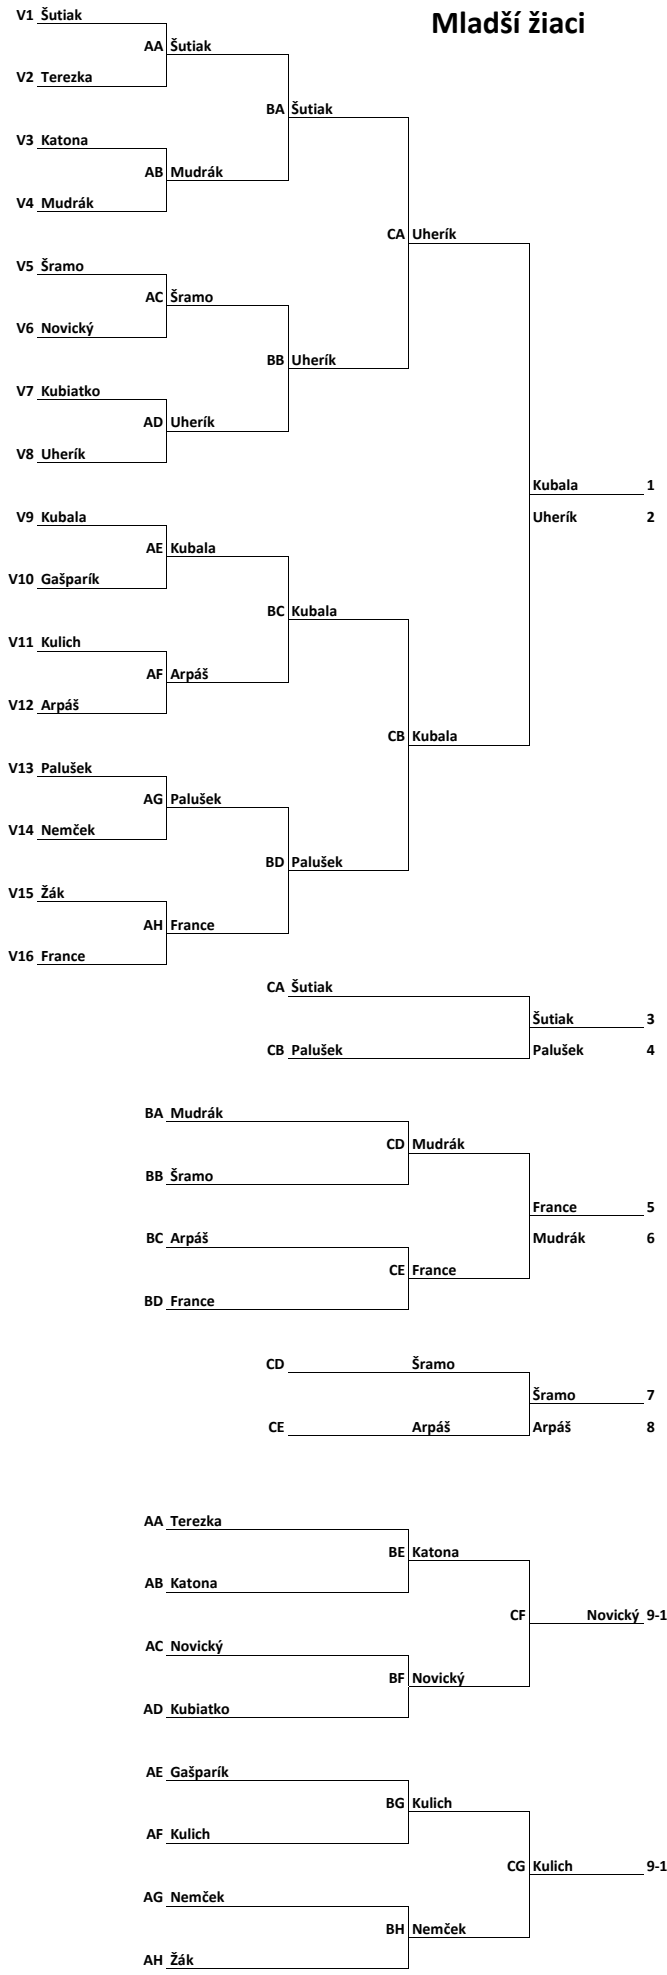 Mladší žiaci
V1 Šutiak
AA Šutiak
V2 Terezka
BA Šutiak
V3 Katona
AB Mudrák
V4 Mudrák
CA Uherík
V5 Šramo
AC Šramo
V6 Novický
BB Uherík
V7 Kubiatko
AD Uherík
V8 Uherík
Kubala 1
V9 Kubala
Uherík 2
AE Kubala
V10 Gašparík
BC Kubala
V11 Kulich
AF Arpáš
V12 Arpáš
CB Kubala
V13 Palušek
AG Palušek
V14 Nemček
BD Palušek
V15 Žák
AH France
V16 France
CA Šutiak
Šutiak 3
CB Palušek
Palušek 4
BA Mudrák
CD Mudrák
BB Šramo
France 5
BC Arpáš
Mudrák 6
CE France
BD France
CD Šramo
Šramo 7
CE Arpáš
Arpáš 8
AA Terezka
BE Katona
AB Katona
CF Novický 9-1
AC Novický
BF Novický
AD Kubiatko
AE Gašparík
BG Kulich
AF Kulich
CG Kulich 9-1
AG Nemček
BH Nemček
AH Žák